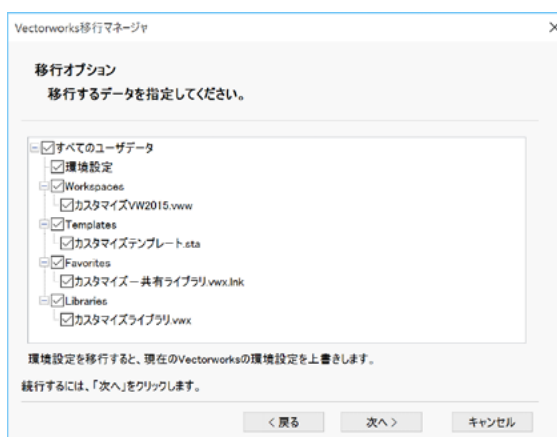 Vectorworks移行マネージャ
移行オプション
移行するデータを指定してください。
すべてのユーザデータ
環境設定
Workspaces
カスタマイズVW2015.vww
Templates
カスタマイズテンプレート.sta
Favorites
カスタマイズー共有ライブラリ.vwx.lnk
Libraries
カスタマイズライブラリ.vwx
環境設定を移行すると、現在のVectorworksの環境設定を上書きします。
続行するには、「次へ」をクリックします。
< 戻る 次へ > キャンセル